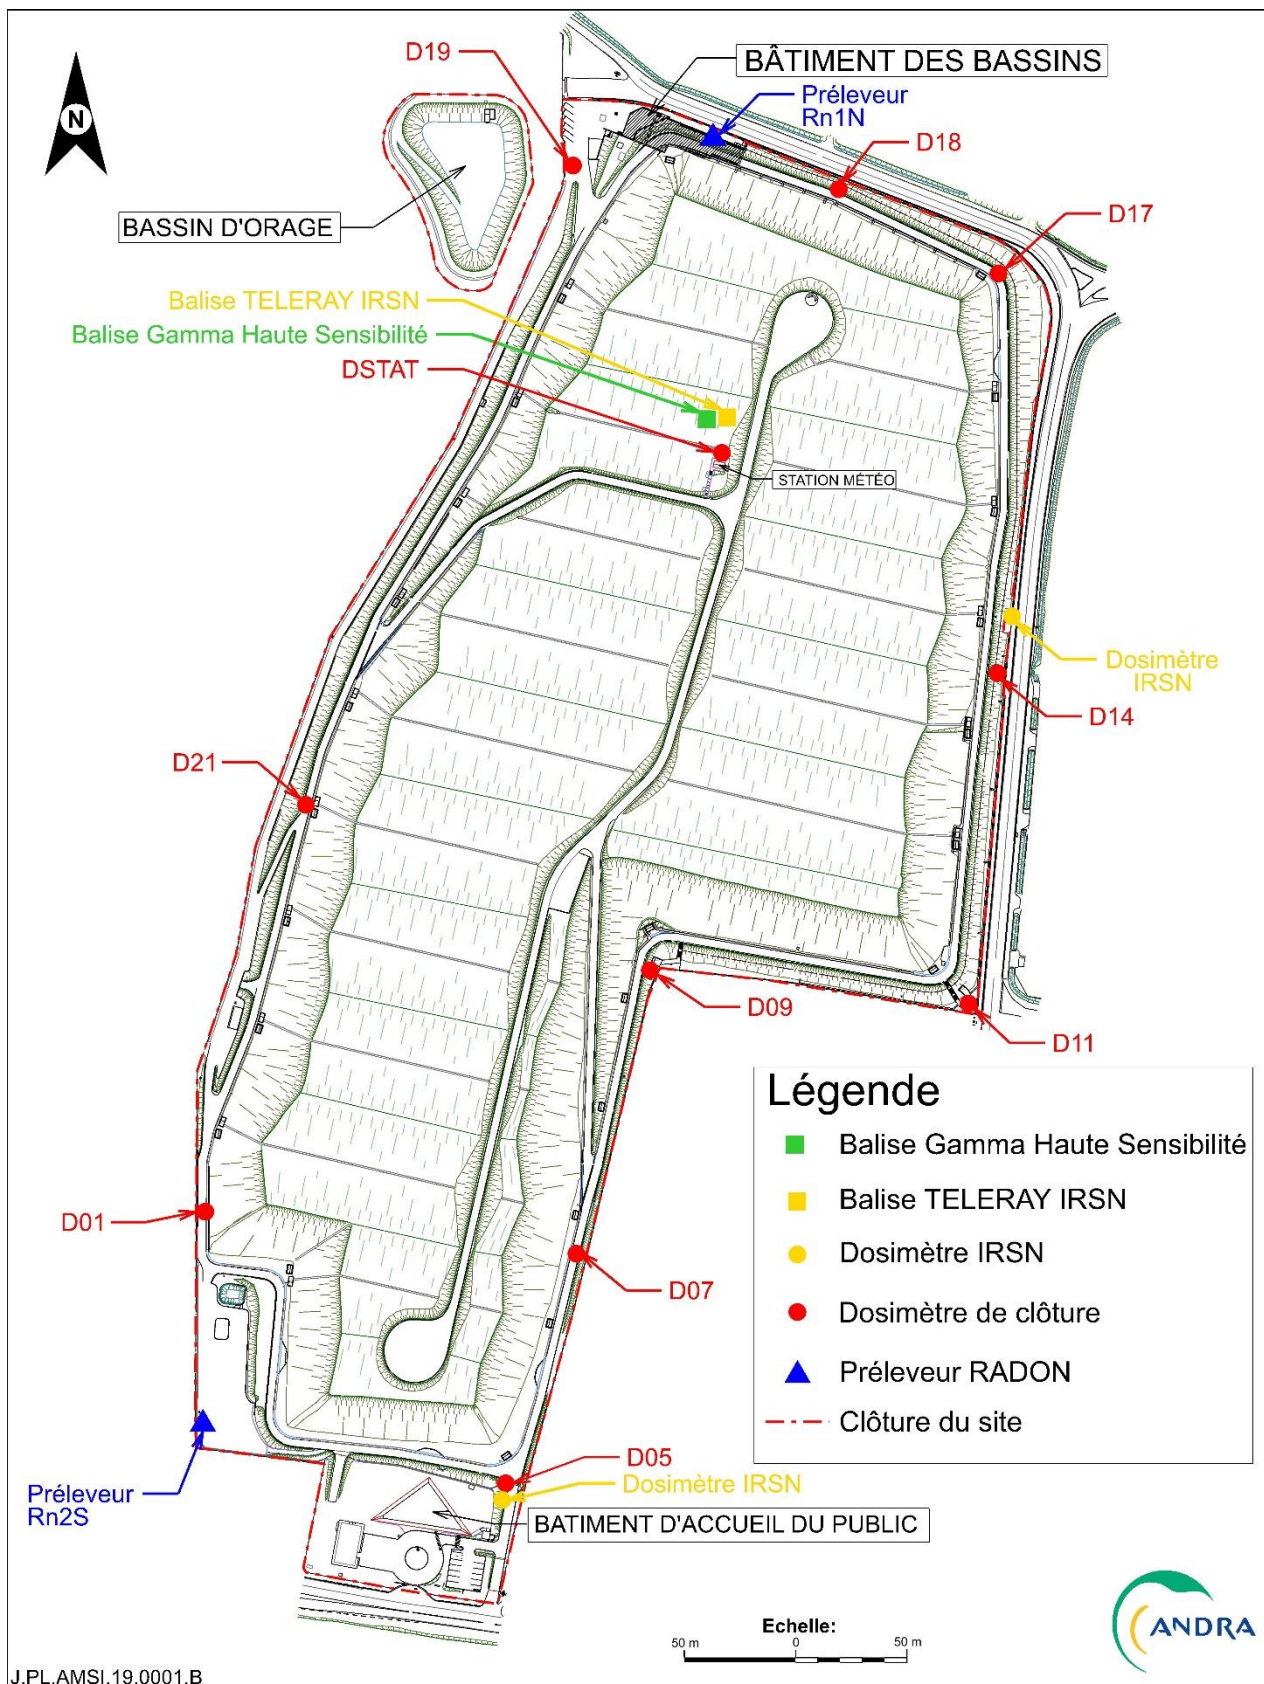 D19
BÂTIMENT DES BASSINS
Préleveur
Rn1N
N
D18
D17
BASSIN D'ORAGE
Balise TELERAY IRSN
Balise Gamma Haute Sensibilité
DSTAT
STATION MÉTÉO
Dosimètre
IRSN
D14
D21
D09
D11
Légende
Balise Gamma Haute Sensibilité
Balise TELERAY IRSN
Dosimètre IRSN
Dosimètre de clôture
Préleveur RADON
Clôture du site
D01
D07
D05
Dosimètre IRSN
Préleveur
Rn2S
BATIMENT D'ACCUEIL DU PUBLIC
Echelle:
50 m 0 50 m
ANDRA
J.PL.AMSI.19.0001.B